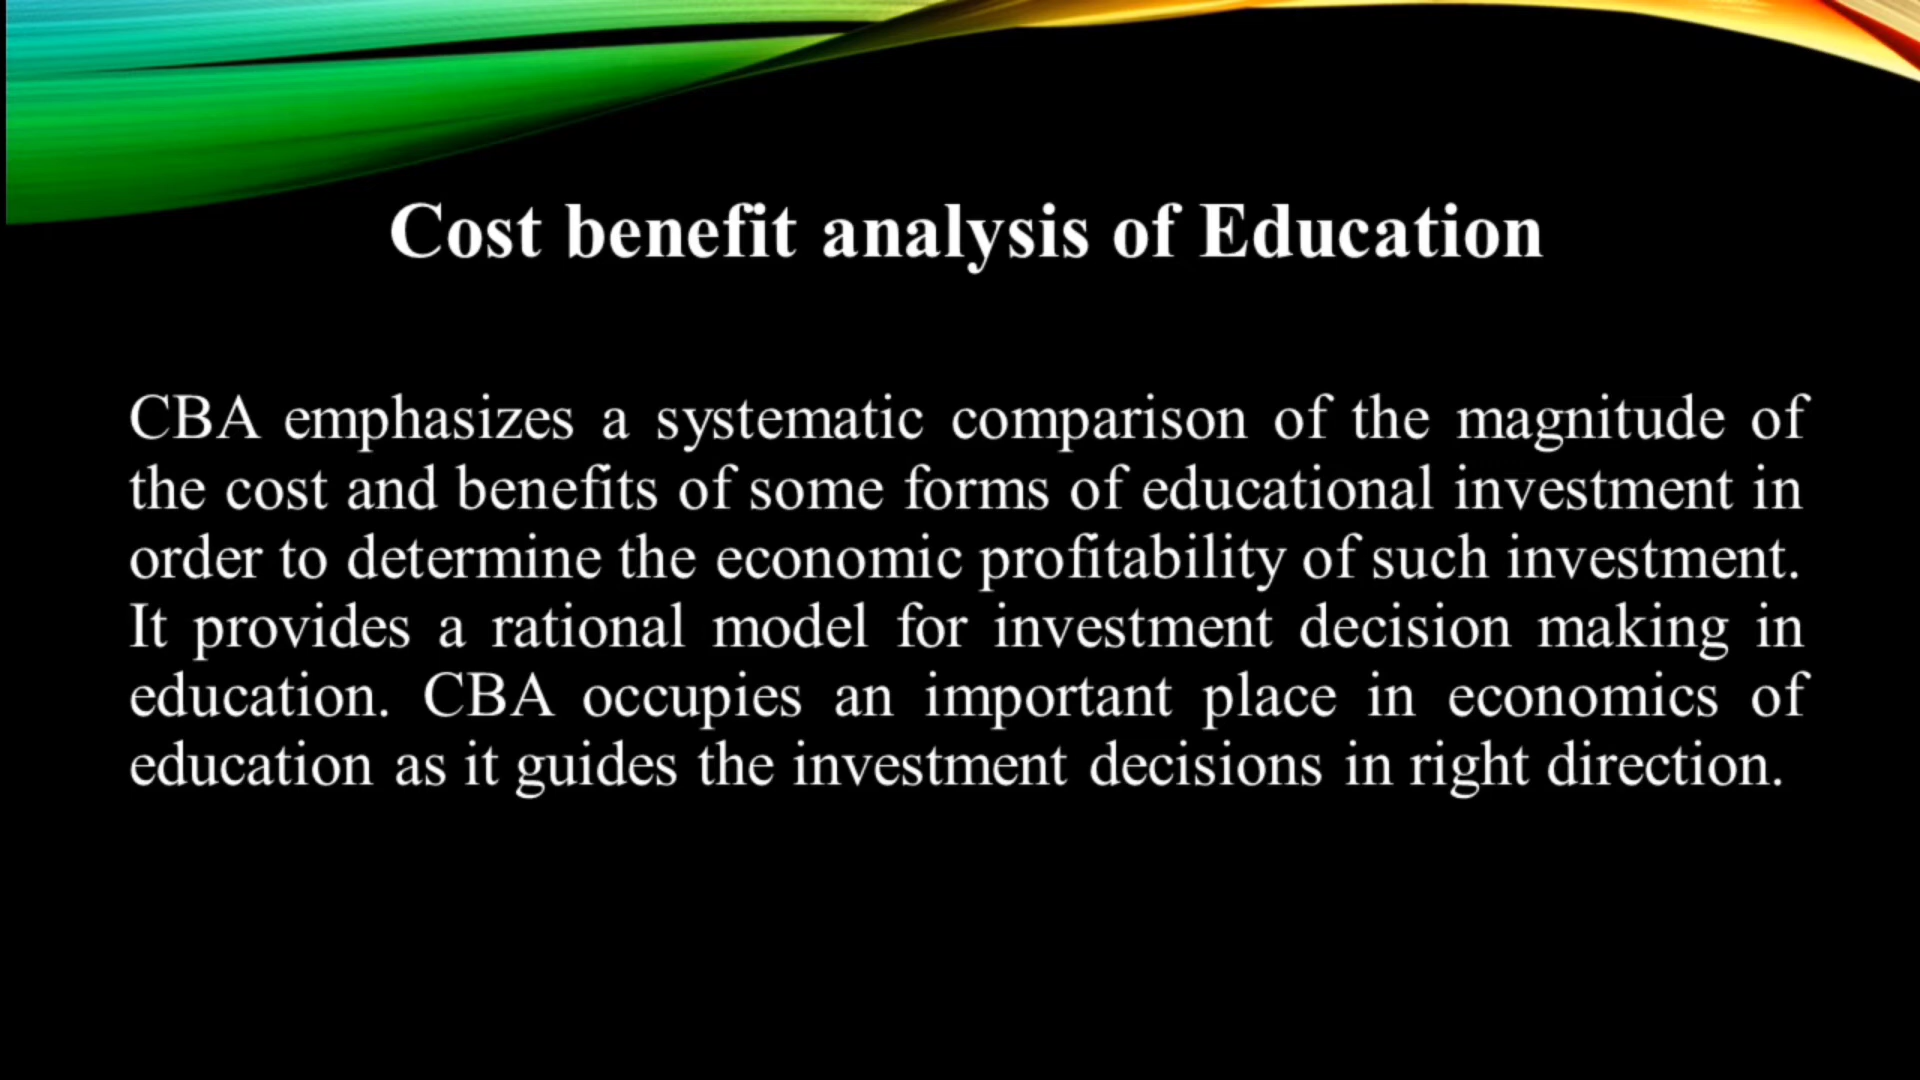 Cost benefit analysis of Education
CBA emphasizes a systematic comparison of the magnitude of
the cost and benefits of some forms of educational investment in
order to determine the economic profitability of such investment.
It provides a rational model for investment decision making in
education. CBA occupies an important place in economics of
education as it guides the investment decisions in right direction.